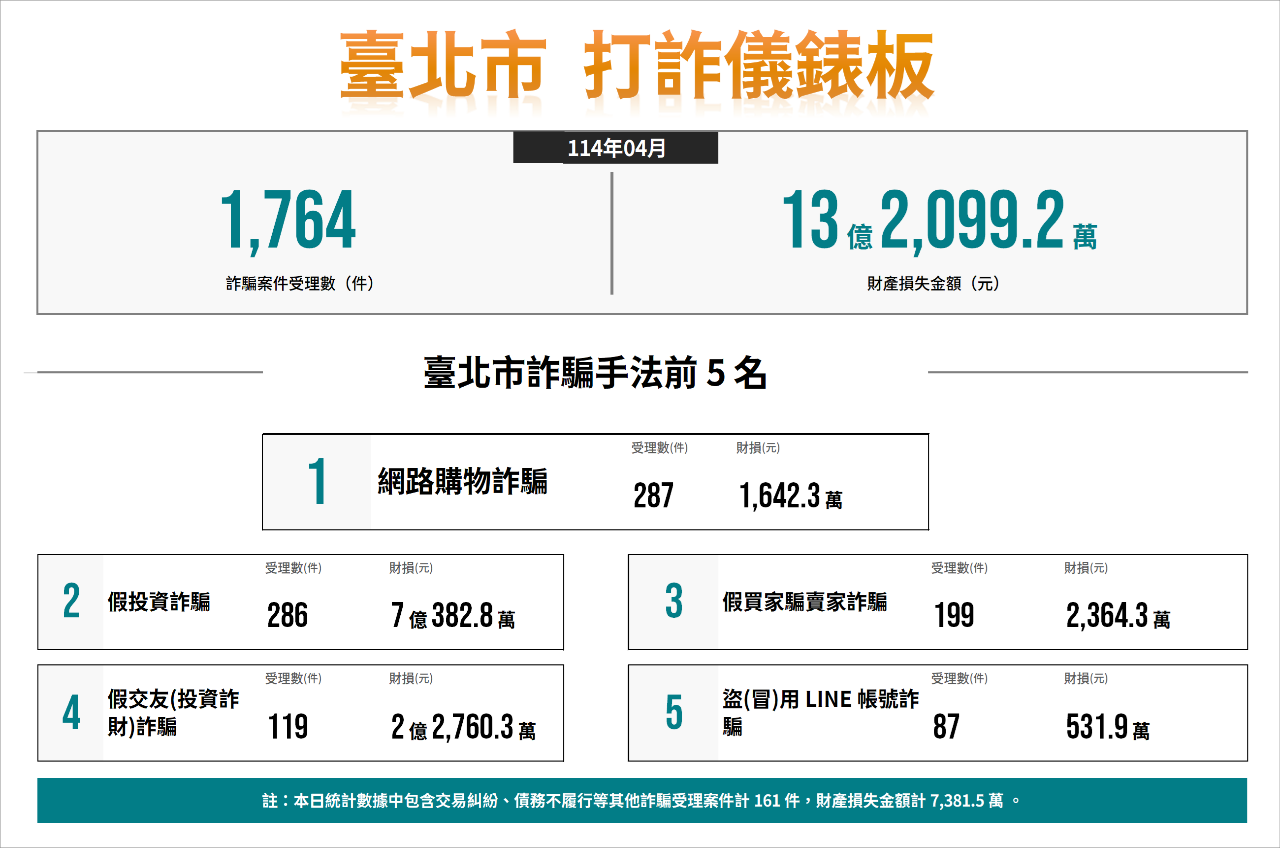 臺北市 打詐儀錶板
114年04月
1,764
詐騙案件受理數（件）
13億2,099.2萬
財產損失金額（元）
臺北市詐騙手法前 5 名
1
網路購物詐騙
受理數(件)
287
財損(元)
1,642.3 萬
2
假投資詐騙
受理數(件)
286
財損(元)
7 億 382.8 萬
3
假買家騙賣家詐騙
受理數(件)
199
財損(元)
2,364.3 萬
4
假交友(投資詐
財)詐騙
受理數(件)
119
財損(元)
2 億 2,760.3 萬
5
盜(冒)用 LINE 帳號詐
騙
受理數(件)
87
財損(元)
531.9 萬
註：本日統計數據中包含交易糾紛、債務不履行等其他詐騙受理案件計 161 件，財產損失金額計 7,381.5 萬 。